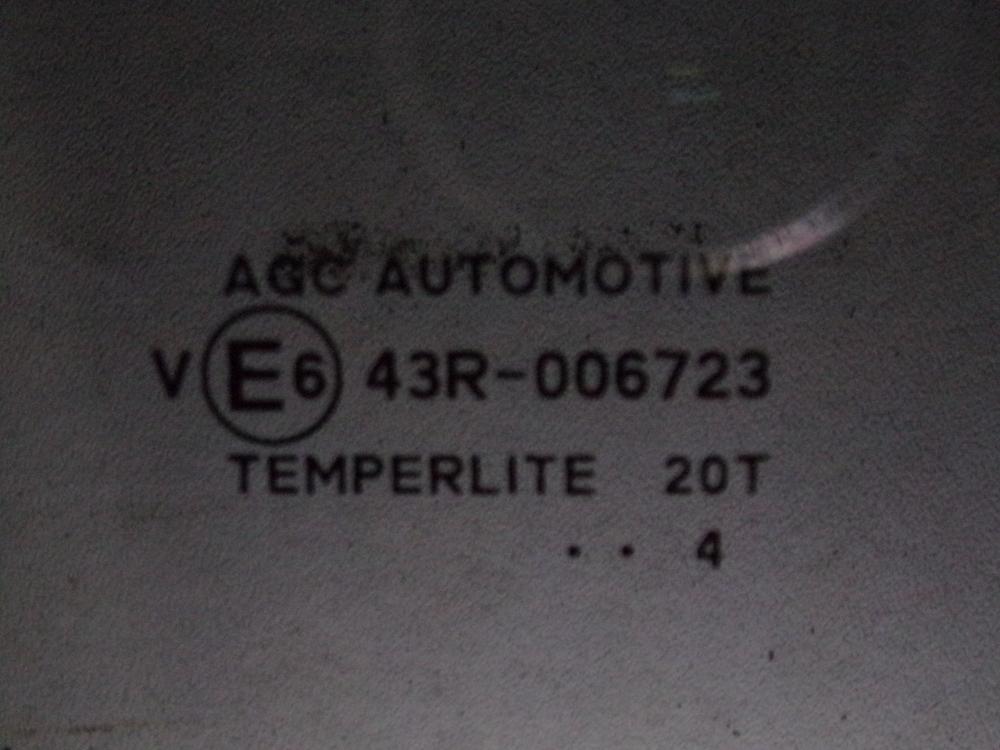 AGC AUTOMOTIVE
V E6 43R-006723
TEMPERLITE 20T
• • 4